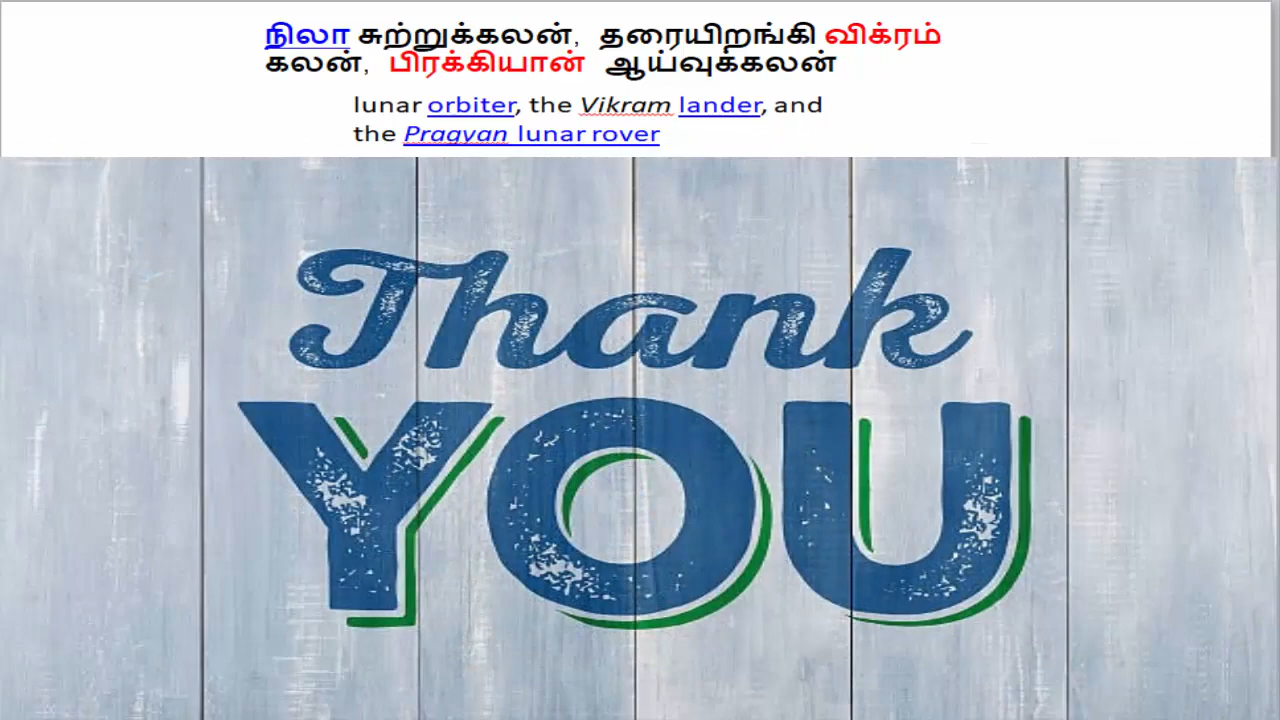 நிலா சுற்றுக்கலன், தரையிறங்கி விக்ரம்
கலன், பிரக்கியான் ஆய்வுக்கலன்
lunar orbiter, the Vikram lander, and
the Pragyan lunar rover
Thank
YOU